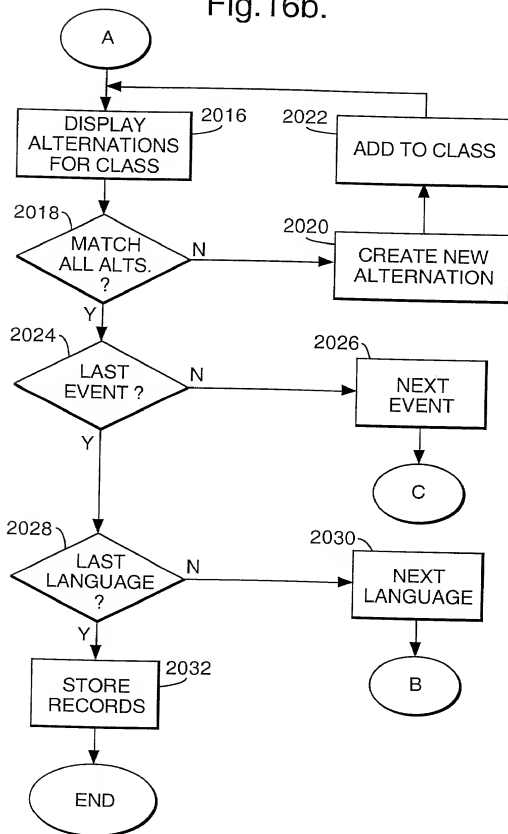 Fig.16b.
A
DISPLAY
ALTERNATIONS
FOR CLASS
2016
2022
ADD TO CLASS
2018
MATCH
ALL ALTS.
?
N
2020
CREATE NEW
ALTERNATION
Y
2024
LAST
EVENT ?
N
2026
NEXT
EVENT
Y
C
2028
LAST
LANGUAGE
?
N
2030
NEXT
LANGUAGE
Y
B
2032
STORE
RECORDS
END